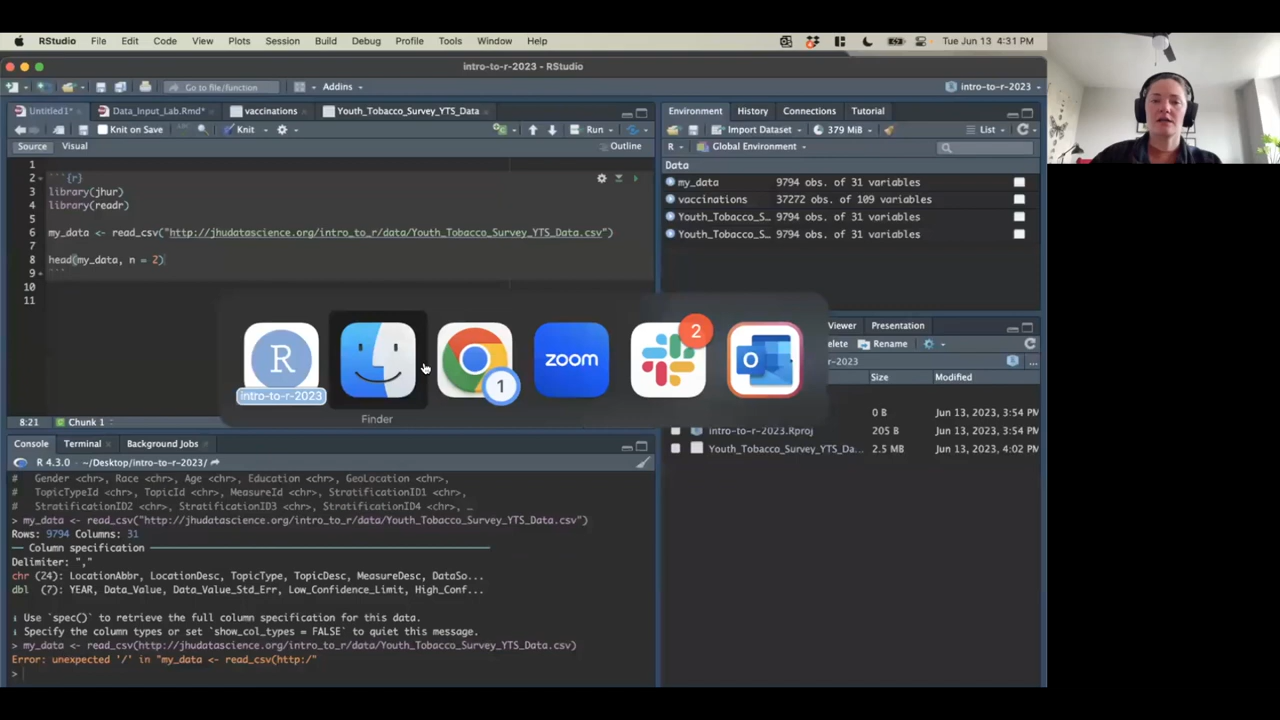 RStudio File Edit Code View Plots Session Build Debug Profile Tools Window Help Tue Jun 13 4:31 PM
intro-to-r-2023 - RStudio
Go to file/function Addins intro-to-r-2023
Untitled1* Data_Input_Lab.Rmd* vaccinations Youth_Tobacco_Survey_YTS_Data
Knit on Save Knit Run
Source Visual Outline
1
2 ```{r}
3 library(jhur)
4 library(readr)
5
6 my_data <- read_csv("http://jhudatascience.org/intro_to_r/data/Youth_Tobacco_Survey_YTS_Data.csv")
7
8 head(my_data, n = 2)
9 ```
10
11
8:21 Chunk 1
Environment History Connections Tutorial
Import Dataset 379 MiB List
R Global Environment
Data
my_data 9794 obs. of 31 variables
vaccinations 37272 obs. of 109 variables
Youth_Tobacco_S… 9794 obs. of 31 variables
Youth_Tobacco_S… 9794 obs. of 31 variables
R
intro-to-r-2023
Finder
1
zoom
2
O
Viewer Presentation
elete Rename
-r-2023
Size Modified
0 B Jun 13, 2023, 3:54 PM
intro-to-r-2023.Rproj 205 B Jun 13, 2023, 3:54 PM
Youth_Tobacco_Survey_YTS_Da... 2.5 MB Jun 13, 2023, 4:02 PM
Console Terminal Background Jobs
R 4.3.0 · ~/Desktop/intro-to-r-2023/
# Gender <chr>, Race <chr>, Age <chr>, Education <chr>, GeoLocation <chr>,
# TopicTypeId <chr>, TopicId <chr>, MeasureId <chr>, StratificationID1 <chr>,
# StratificationID2 <chr>, StratificationID3 <chr>, StratificationID4 <chr>, …
> my_data <- read_csv("http://jhudatascience.org/intro_to_r/data/Youth_Tobacco_Survey_YTS_Data.csv")
Rows: 9794 Columns: 31
── Column specification ──
Delimiter: ","
chr (24): LocationAbbr, LocationDesc, TopicType, TopicDesc, MeasureDesc, DataSo...
dbl (7): YEAR, Data_Value, Data_Value_Std_Err, Low_Confidence_Limit, High_Conf...
ℹ Use `spec()` to retrieve the full column specification for this data.
ℹ Specify the column types or set `show_col_types = FALSE` to quiet this message.
> my_data <- read_csv(http://jhudatascience.org/intro_to_r/data/Youth_Tobacco_Survey_YTS_Data.csv)
Error: unexpected '/' in "my_data <- read_csv(http:/"
>